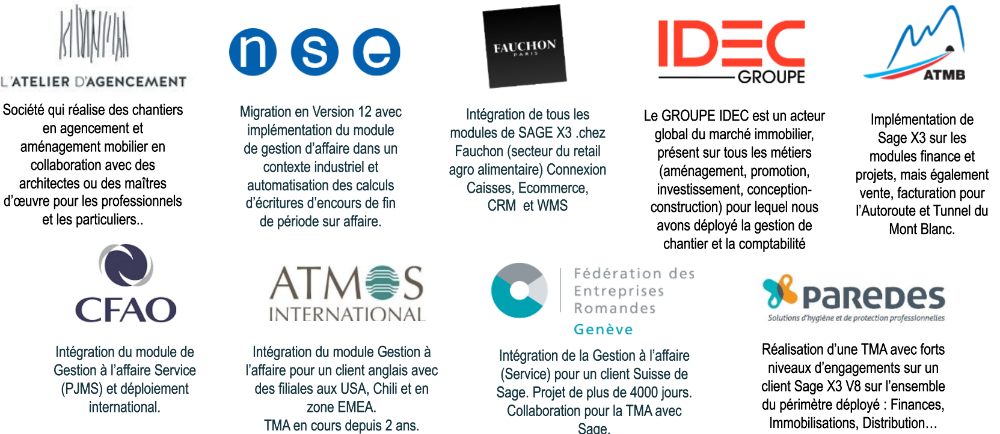 L'ATELIER D'AGENCEMENT
Société qui réalise des chantiers
en agencement et
aménagement mobilier en
collaboration avec des
architectes ou des maîtres
d'œuvre pour les professionnels
et les particuliers..
nse
Migration en Version 12 avec
implémentation du module
de gestion d'affaire dans un
contexte industriel et
automatisation des calculs
d'écritures d'encours de fin
de période sur affaire.
FAUCHON
PARIS
Intégration de tous les
modules de SAGE X3 .chez
Fauchon (secteur du retail
agro alimentaire) Connexion
Caisses, Ecommerce,
CRM et WMS
IDEC
GROUPE
Le GROUPE IDEC est un acteur
global du marché immobilier,
présent sur tous les métiers
(aménagement, promotion,
investissement, conception-
construction) pour lequel nous
avons déployé la gestion de
chantier et la comptabilité
ATMB
Implémentation de
Sage X3 sur les
modules finance et
projets, mais également
vente, facturation pour
l'Autoroute et Tunnel du
Mont Blanc.
CFAO
Intégration du module de
Gestion à l'affaire Service
(PJMS) et déploiement
international.
ATMOS
INTERNATIONAL
Intégration du module Gestion à
l'affaire pour un client anglais avec
des filiales aux USA, Chili et en
zone EMEA.
TMA en cours depuis 2 ans.
Fédération des
Entreprises
Romandes
Genève
Intégration de la Gestion à l'affaire
(Service) pour un client Suisse de
Sage. Projet de plus de 4000 jours.
Collaboration pour la TMA avec
Sage.
PAREDES
Solutions d'hygiène et de protection professionnelles
Réalisation d'une TMA avec forts
niveaux d'engagements sur un
client Sage X3 V8 sur l'ensemble
du périmètre déployé : Finances,
Immobilisations, Distribution…